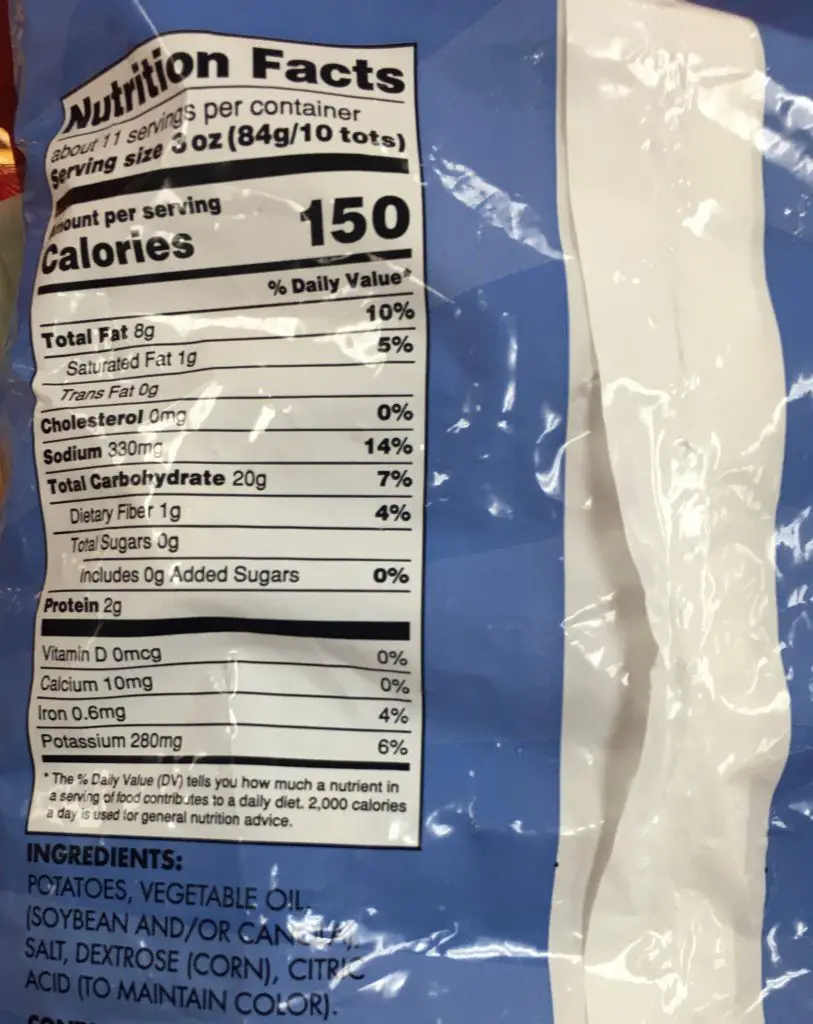 Nutrition Facts
about 11 servings per container
Serving size 3 oz (84g/10 tots)
Amount per serving
Calories 150
% Daily Value*
Total Fat 8g 10%
Saturated Fat 1g 5%
Trans Fat 0g
Cholesterol 0mg 0%
Sodium 330mg 14%
Total Carbohydrate 20g 7%
Dietary Fiber 1g 4%
Total Sugars 0g
Includes 0g Added Sugars 0%
Protein 2g
Vitamin D 0mcg 0%
Calcium 10mg 0%
Iron 0.6mg 4%
Potassium 280mg 6%
* The % Daily Value (DV) tells you how much a nutrient in
a serving of food contributes to a daily diet. 2,000 calories
a day is used for general nutrition advice.
INGREDIENTS:
POTATOES, VEGETABLE OIL
(SOYBEAN AND/OR CANOLA),
SALT, DEXTROSE (CORN), CITRIC
ACID (TO MAINTAIN COLOR).